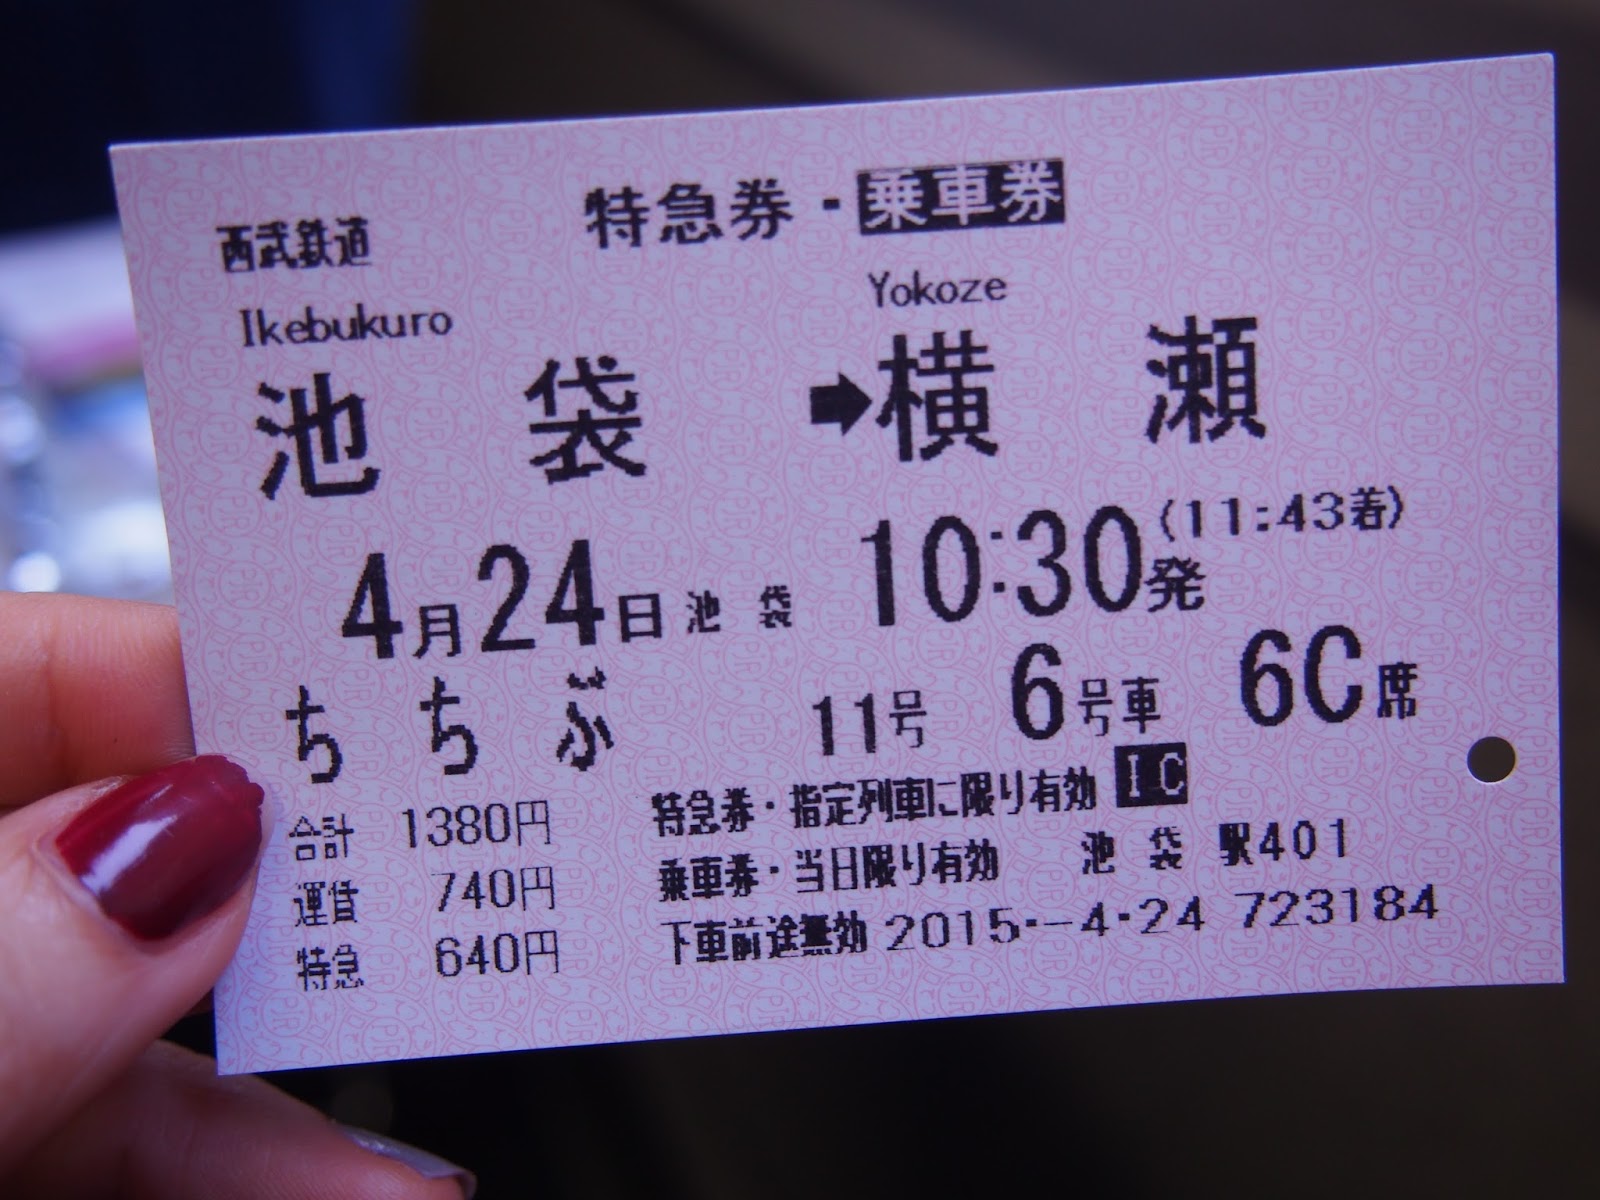 特急券・乗車券
西武鉄道
Ikebukuro Yokoze
池袋➡横瀬
(11:43着)
4月24日 池袋 10:30発
ちちぶ 11号 6号車 6C席
特急券・指定列車に限り有効 IC
合計 1380円
乗車券・当日限り有効 池袋駅401
運賃 740円
下車前途無効 2015.-4.24 723184
特急 640円